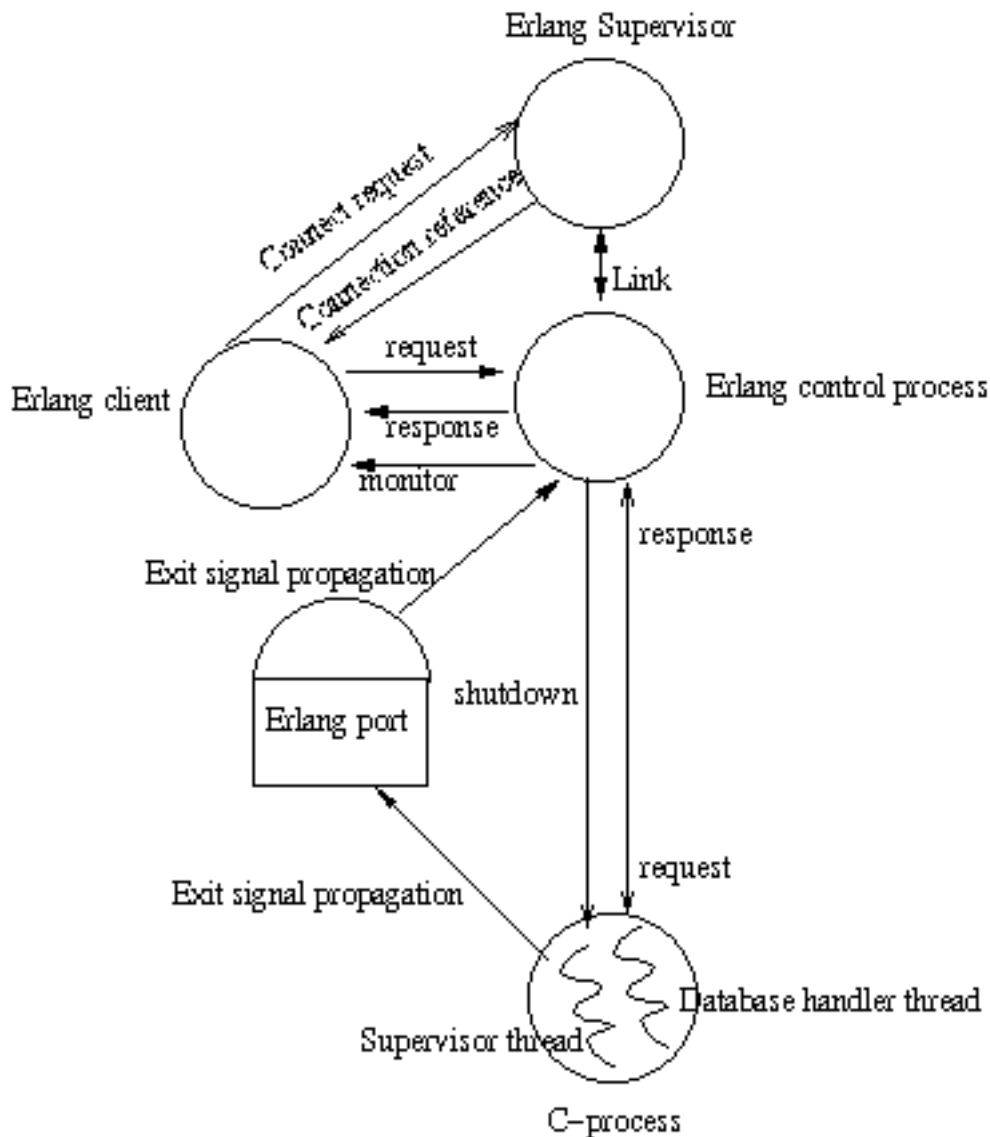 Erlang Supervisor
Connect request
Connection reference
Link
request
Erlang client
Erlang control process
response
monitor
response
Exit signal propagation
shutdown
Erlang port
request
Exit signal propagation
Database handler thread
Supervisor thread
C-process